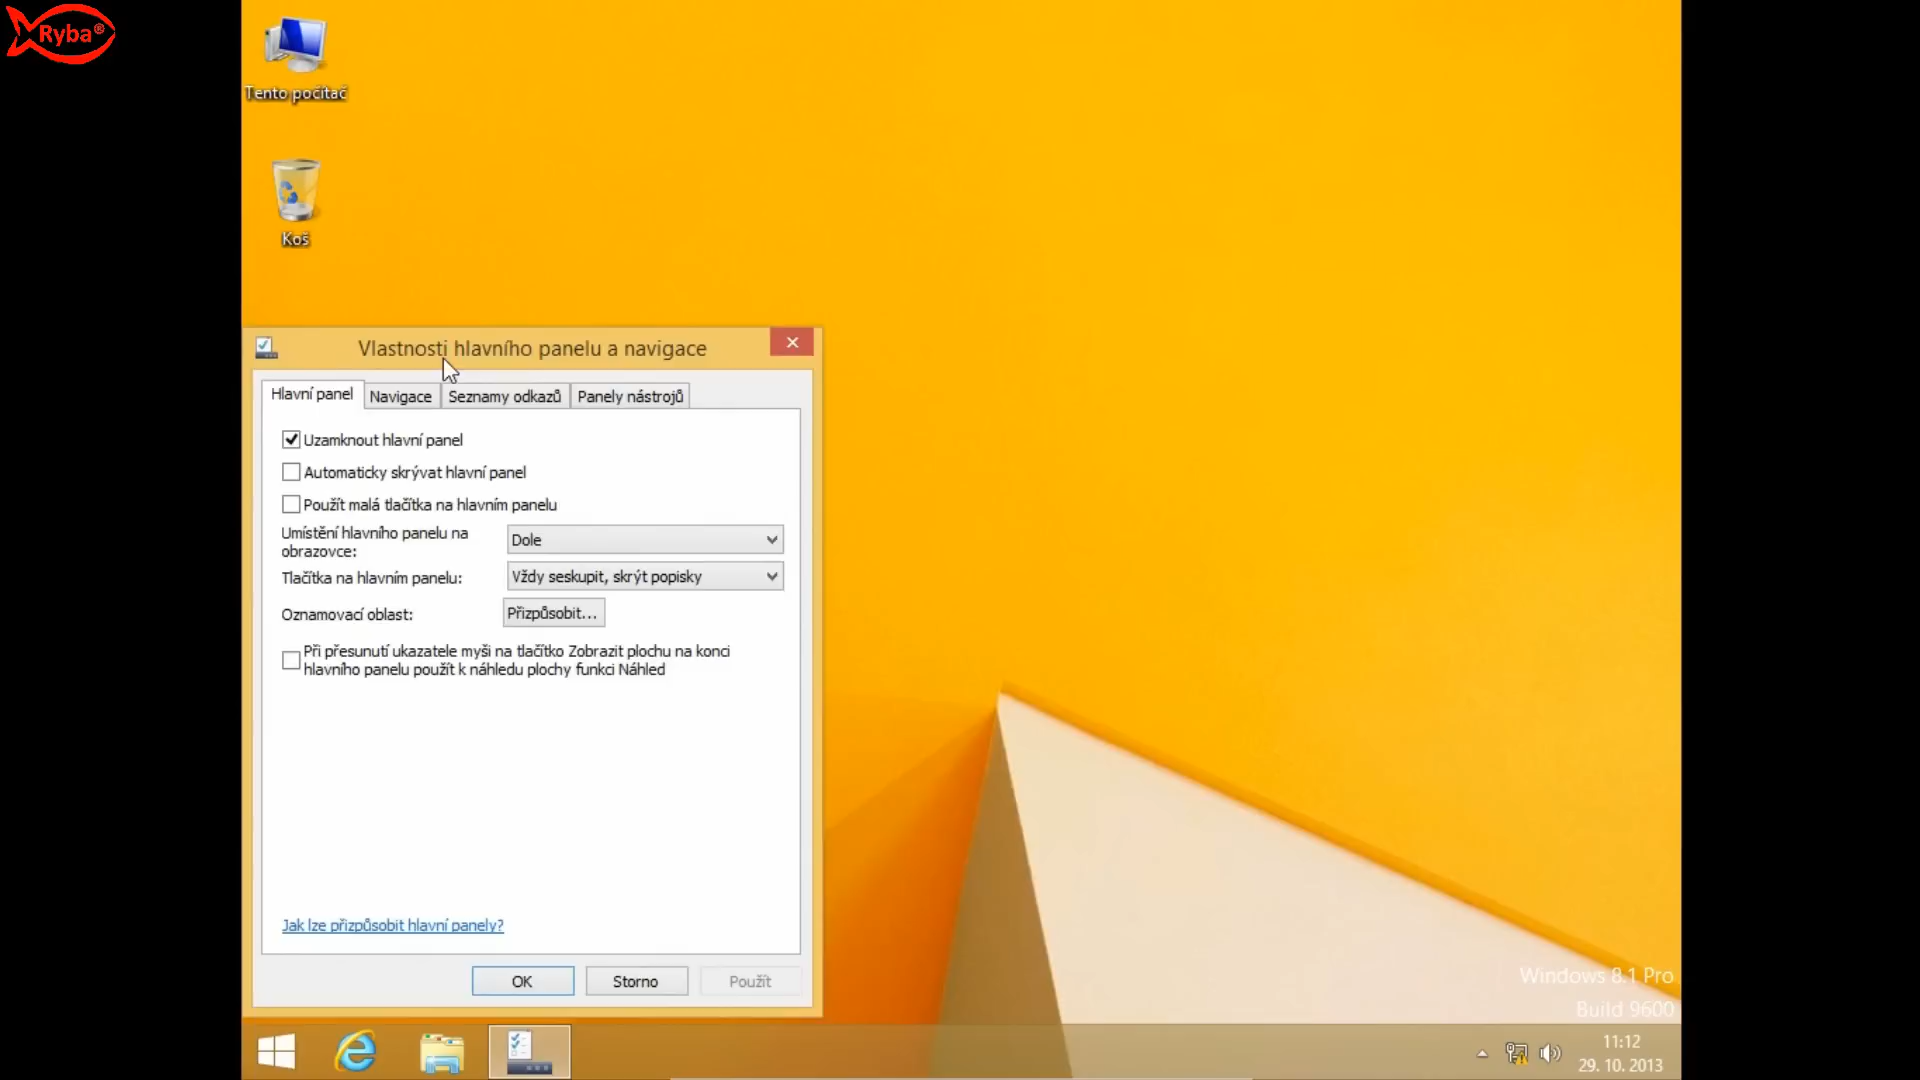 Ryba®
Tento počítač
Koš
Vlastnosti hlavního panelu a navigace
Hlavní panel
Navigace
Seznamy odkazů
Panely nástrojů
Uzamknout hlavní panel
Automaticky skrývat hlavní panel
Použít malá tlačítka na hlavním panelu
Umístění hlavního panelu na
obrazovce:
Dole
Tlačítka na hlavním panelu:
Vždy seskupit, skrýt popisky
Oznamovací oblast:
Přizpůsobit...
Při přesunutí ukazatele myši na tlačítko Zobrazit plochu na konci
hlavního panelu použít k náhledu plochy funkci Náhled
Jak lze přizpůsobit hlavní panely?
OK
Storno
Použít
Windows 8.1 Pro
Build 9600
11:12
29. 10. 2013